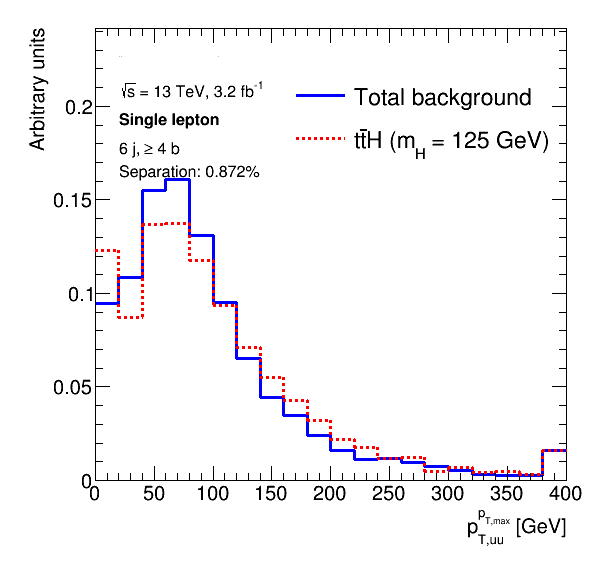 Arbitrary units
√s = 13 TeV, 3.2 fb⁻¹
Single lepton
6 j, ≥ 4 b
Separation: 0.872%
Total background
tt̄H (m_H = 125 GeV)
0.2
0.15
0.1
0.05
0
0 50 100 150 200 250 300 350 400
p_{T,uu}^{p_{T,max}} [GeV]